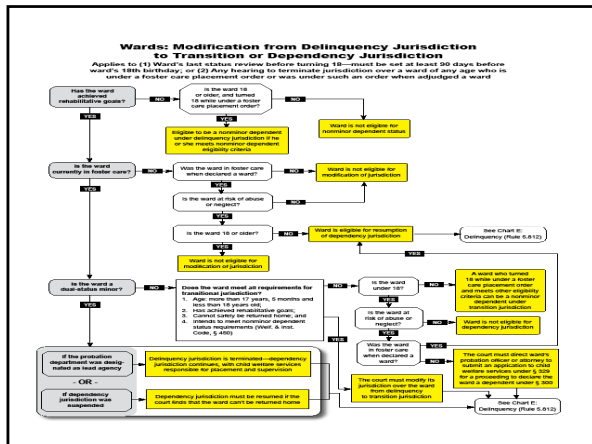 Wards: Modification from Delinquency Jurisdiction
to Transition or Dependency Jurisdiction
Applies to (1) Ward's last status review before turning 18—must be set at least 90 days before
ward's 18th birthday; or (2) Any hearing to terminate jurisdiction over a ward of any age who is
under a foster care placement order or was under such an order when adjudged a ward
Has the ward
achieved
rehabilitative goals?
NO
Is the ward 18
or older, and turned
18 while under a foster
care placement order?
NO
Ward is not eligible for
nonminor dependent status
YES
YES
Eligible to be a nonminor dependent
under delinquency jurisdiction if he
or she meets nonminor dependent
eligibility criteria
Is the ward
currently in foster care?
NO
Was the ward in foster care
when declared a ward?
NO
Ward is not eligible for
modification of jurisdiction
YES
YES
NO
Is the ward at risk of abuse
or neglect?
YES
Is the ward 18 or older?
NO
Ward is eligible for resumption
of dependency jurisdiction
See Chart E:
Delinquency (Rule 5.812)
YES
YES
Ward is not eligible for
modification of jurisdiction
Is the ward a
dual-status minor?
NO
Does the ward meet all requirements for
transitional jurisdiction?
1. Age: more than 17 years, 5 months and
less than 18 years old;
2. Has achieved rehabilitative goals;
3. Cannot safely be returned home; and
4. Intends to meet nonminor dependent
status requirements (Welf. & Inst.
Code, § 450)
NO
Is the ward
under 18?
NO
A ward who turned
18 while under a foster
care placement order
and meets other eligibility
criteria can be a nonminor
dependent under
transition jurisdiction
YES
YES
Is the ward at
risk of abuse
or neglect?
NO
Ward is not eligible for
dependency jurisdiction
YES
YES
Was the ward
in foster care
when declared a
ward?
NO
The court must direct ward's
probation officer or attorney to
submit an application to child
welfare services under § 329
for a proceeding to declare the
ward a dependent under § 300
If the probation
department was desig-
nated as lead agency
Delinquency jurisdiction is terminated—dependency
jurisdiction continues, with child welfare services
responsible for placement and supervision
- OR -
If dependency
jurisdiction was
suspended
Dependency jurisdiction must be resumed if the
court finds that the ward can't be returned home
The court must modify its
jurisdiction over the ward
from delinquency
to transition jurisdiction
See Chart E:
Delinquency (Rule 5.812)